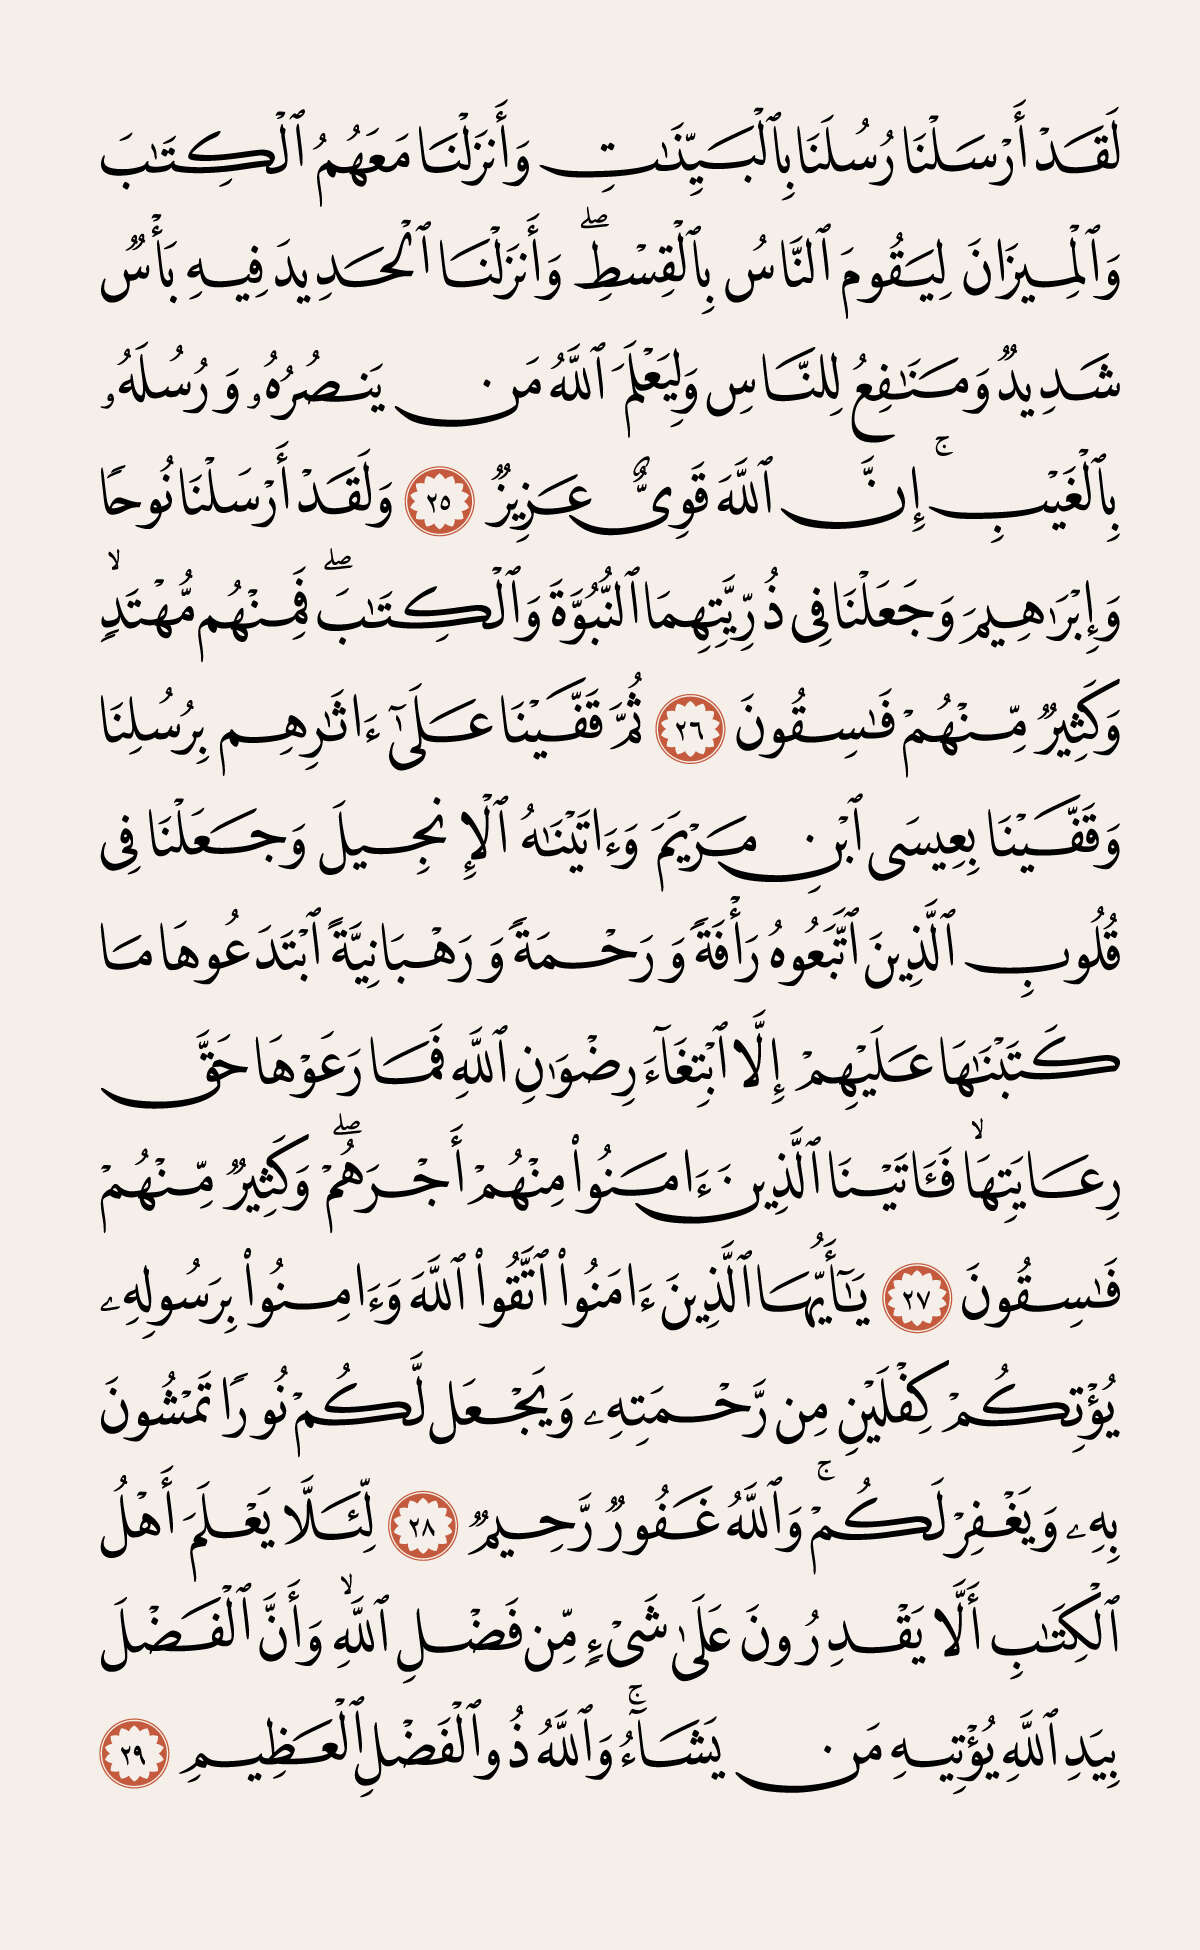 لَقَدْ أَرْسَلْنَا رُسُلَنَا بِٱلْبَيِّنَٰتِ وَأَنزَلْنَا مَعَهُمُ ٱلْكِتَٰبَ
وَٱلْمِيزَانَ لِيَقُومَ ٱلنَّاسُ بِٱلْقِسْطِ ۖ وَأَنزَلْنَا ٱلْحَدِيدَ فِيهِ بَأْسٌ
شَدِيدٌ وَمَنَٰفِعُ لِلنَّاسِ وَلِيَعْلَمَ ٱللَّهُ مَن يَنصُرُهُۥ وَرُسُلَهُۥ
بِٱلْغَيْبِ ۚ إِنَّ ٱللَّهَ قَوِىٌّ عَزِيزٌ ٢٥ وَلَقَدْ أَرْسَلْنَا نُوحًا
وَإِبْرَٰهِيمَ وَجَعَلْنَا فِى ذُرِّيَّتِهِمَا ٱلنُّبُوَّةَ وَٱلْكِتَٰبَ ۖ فَمِنْهُم مُّهْتَدٍ ۙ
وَكَثِيرٌ مِّنْهُمْ فَٰسِقُونَ ٢٦ ثُمَّ قَفَّيْنَا عَلَىٰٓ ءَاثَٰرِهِم بِرُسُلِنَا
وَقَفَّيْنَا بِعِيسَى ٱبْنِ مَرْيَمَ وَءَاتَيْنَٰهُ ٱلْإِنجِيلَ وَجَعَلْنَا فِى
قُلُوبِ ٱلَّذِينَ ٱتَّبَعُوهُ رَأْفَةً وَرَحْمَةً وَرَهْبَانِيَّةً ٱبْتَدَعُوهَا مَا
كَتَبْنَٰهَا عَلَيْهِمْ إِلَّا ٱبْتِغَآءَ رِضْوَٰنِ ٱللَّهِ فَمَا رَعَوْهَا حَقَّ
رِعَايَتِهَا ۙ فَـَٔاتَيْنَا ٱلَّذِينَ ءَامَنُوا۟ مِنْهُمْ أَجْرَهُمْ ۖ وَكَثِيرٌ مِّنْهُمْ
فَٰسِقُونَ ٢٧ يَٰٓأَيُّهَا ٱلَّذِينَ ءَامَنُوا۟ ٱتَّقُوا۟ ٱللَّهَ وَءَامِنُوا۟ بِرَسُولِهِۦ
يُؤْتِكُمْ كِفْلَيْنِ مِن رَّحْمَتِهِۦ وَيَجْعَل لَّكُمْ نُورًا تَمْشُونَ
بِهِۦ وَيَغْفِرْ لَكُمْ ۚ وَٱللَّهُ غَفُورٌ رَّحِيمٌ ٢٨ لِّئَلَّا يَعْلَمَ أَهْلُ
ٱلْكِتَٰبِ أَلَّا يَقْدِرُونَ عَلَىٰ شَىْءٍ مِّن فَضْلِ ٱللَّهِ ۙ وَأَنَّ ٱلْفَضْلَ
بِيَدِ ٱللَّهِ يُؤْتِيهِ مَن يَشَآءُ ۚ وَٱللَّهُ ذُو ٱلْفَضْلِ ٱلْعَظِيمِ ٢٩